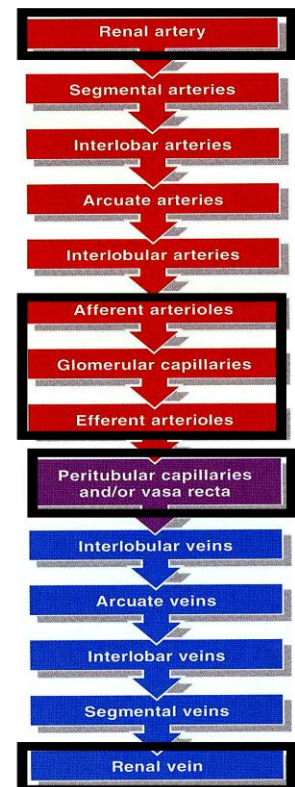 Renal artery
Segmental arteries
Interlobar arteries
Arcuate arteries
Interlobular arteries
Afferent arterioles
Glomerular capillaries
Efferent arterioles
Peritubular capillaries
and/or vasa recta
Interlobular veins
Arcuate veins
Interlobar veins
Segmental veins
Renal vein